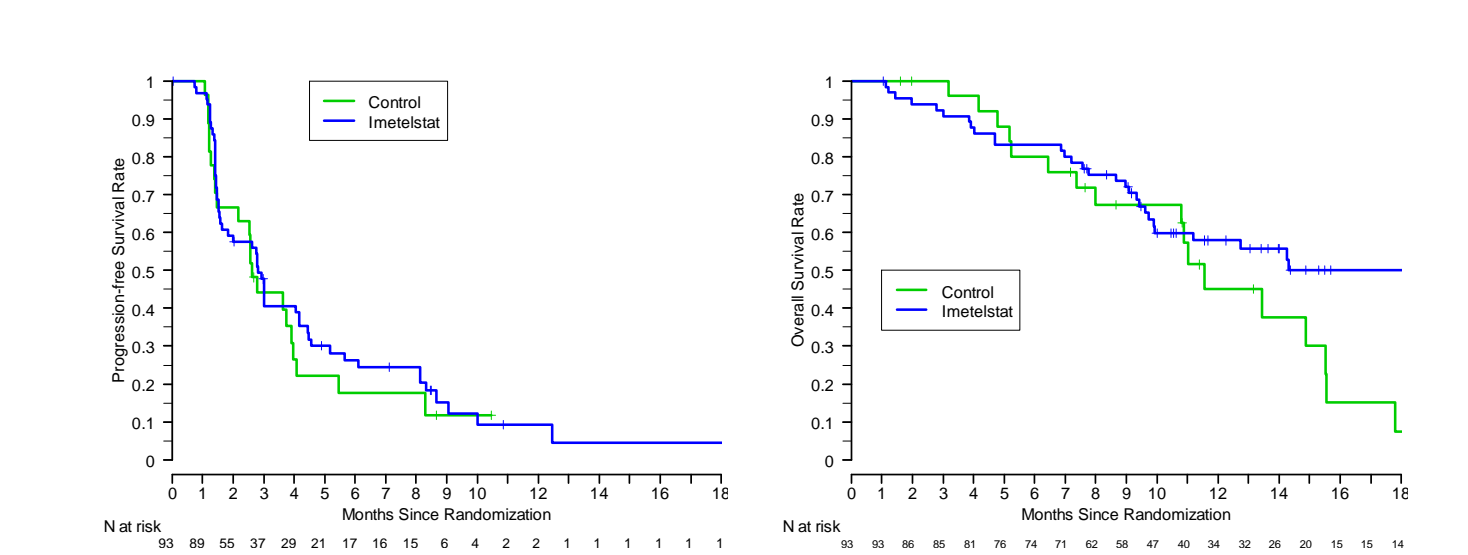 Progression-free Survival Rate
1
0.9
0.8
0.7
0.6
0.5
0.4
0.3
0.2
0.1
0
Control
Imetelstat
0 1 2 3 4 5 6 7 8 9 10 12 14 16 18
Months Since Randomization
N at risk
93 89 55 37 29 21 17 16 15 6 4 2 2 1 1 1 1 1 1
Overall Survival Rate
1
0.9
0.8
0.7
0.6
0.5
0.4
0.3
0.2
0.1
0
Control
Imetelstat
0 1 2 3 4 5 6 7 8 9 10 12 14 16 18
Months Since Randomization
N at risk
93 93 86 85 81 76 74 71 62 58 47 40 34 32 26 20 15 15 14